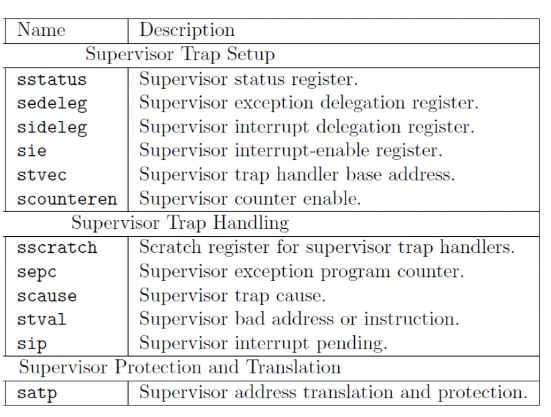 Name Description
Supervisor Trap Setup
sstatus Supervisor status register.
sedeleg Supervisor exception delegation register.
sideleg Supervisor interrupt delegation register.
sie Supervisor interrupt-enable register.
stvec Supervisor trap handler base address.
scounteren Supervisor counter enable.
Supervisor Trap Handling
sscratch Scratch register for supervisor trap handlers.
sepc Supervisor exception program counter.
scause Supervisor trap cause.
stval Supervisor bad address or instruction.
sip Supervisor interrupt pending.
Supervisor Protection and Translation
satp Supervisor address translation and protection.